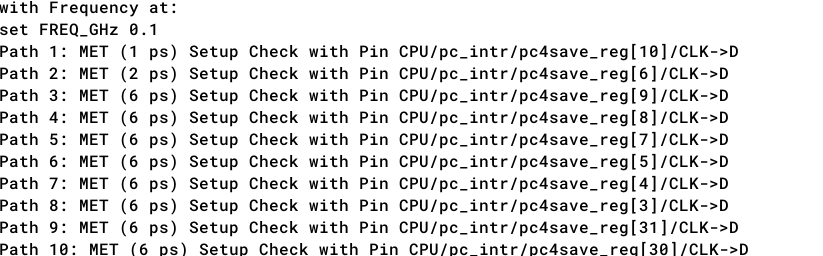 with Frequency at:
set FREQ_GHz 0.1
Path 1: MET (1 ps) Setup Check with Pin CPU/pc_intr/pc4save_reg[10]/CLK->D
Path 2: MET (2 ps) Setup Check with Pin CPU/pc_intr/pc4save_reg[6]/CLK->D
Path 3: MET (6 ps) Setup Check with Pin CPU/pc_intr/pc4save_reg[9]/CLK->D
Path 4: MET (6 ps) Setup Check with Pin CPU/pc_intr/pc4save_reg[8]/CLK->D
Path 5: MET (6 ps) Setup Check with Pin CPU/pc_intr/pc4save_reg[7]/CLK->D
Path 6: MET (6 ps) Setup Check with Pin CPU/pc_intr/pc4save_reg[5]/CLK->D
Path 7: MET (6 ps) Setup Check with Pin CPU/pc_intr/pc4save_reg[4]/CLK->D
Path 8: MET (6 ps) Setup Check with Pin CPU/pc_intr/pc4save_reg[3]/CLK->D
Path 9: MET (6 ps) Setup Check with Pin CPU/pc_intr/pc4save_reg[31]/CLK->D
Path 10: MET (6 ps) Setup Check with Pin CPU/pc_intr/pc4save_reg[30]/CLK->D